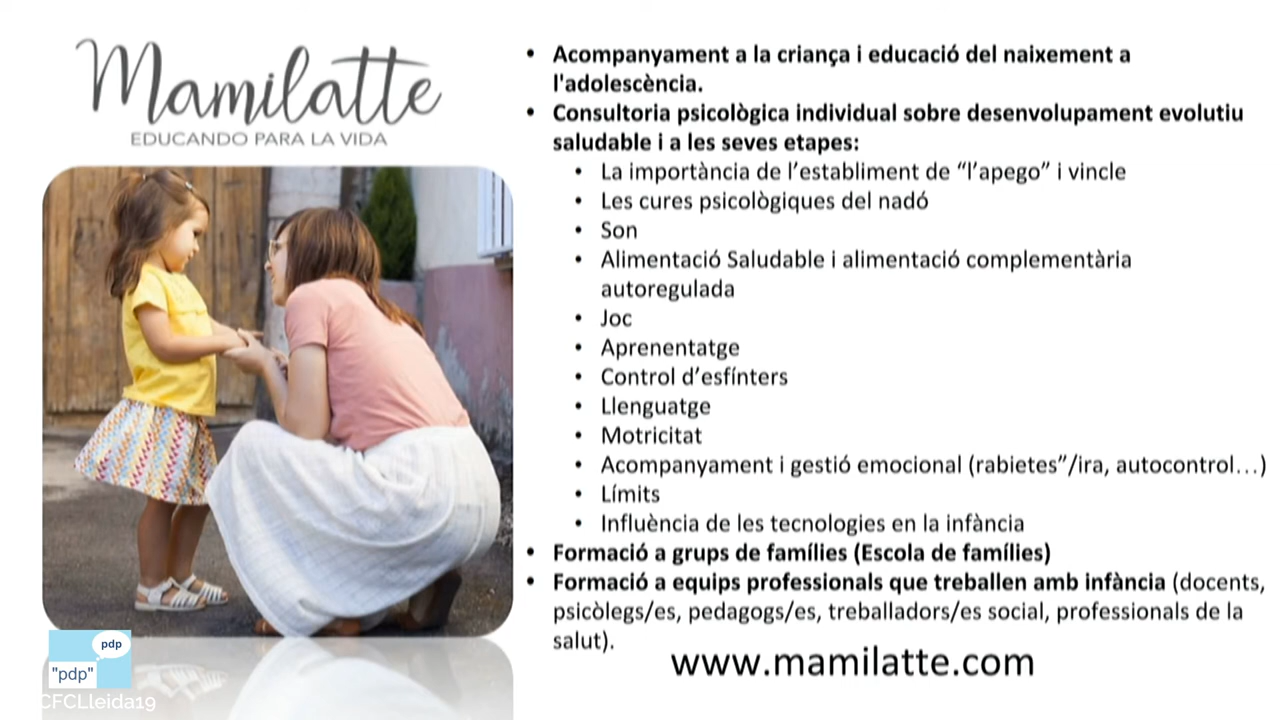 Mamilatte
EDUCANDO PARA LA VIDA
• Acompanyament a la criança i educació del naixement a
l'adolescència.
• Consultoria psicològica individual sobre desenvolupament evolutiu
saludable i a les seves etapes:
• La importància de l’establiment de “l’apego” i vincle
• Les cures psicològiques del nadó
• Son
• Alimentació Saludable i alimentació complementària
autoregulada
• Joc
• Aprenentatge
• Control d’esfínters
• Llenguatge
• Motricitat
• Acompanyament i gestió emocional (rabietes”/ira, autocontrol…)
• Límits
• Influència de les tecnologies en la infància
• Formació a grups de famílies (Escola de famílies)
• Formació a equips professionals que treballen amb infància (docents,
psicòlegs/es, pedagogs/es, treballadors/es social, professionals de la
salut).
www.mamilatte.com
pdp
"pdp"
CFCLleida19